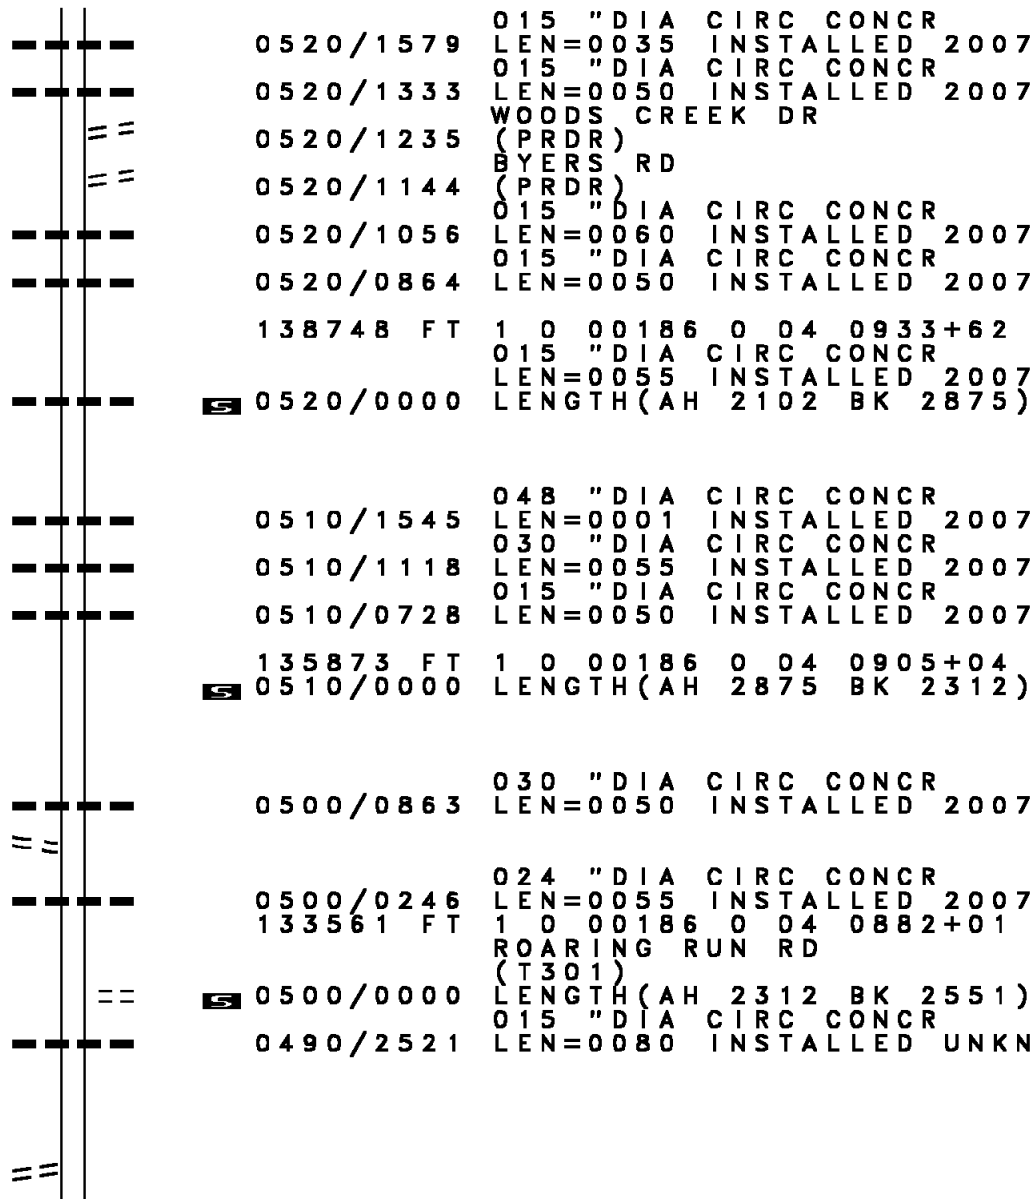 015 "DIA CIRC CONCR
0520/1579 LEN=0035 INSTALLED 2007
015 "DIA CIRC CONCR
0520/1333 LEN=0050 INSTALLED 2007
WOODS CREEK DR
0520/1235 (PRDR)
BYERS RD
0520/1144 (PRDR)
015 "DIA CIRC CONCR
0520/1056 LEN=0060 INSTALLED 2007
015 "DIA CIRC CONCR
0520/0864 LEN=0050 INSTALLED 2007
138748 FT 1 0 00186 0 04 0933+62
015 "DIA CIRC CONCR
LEN=0055 INSTALLED 2007
S 0520/0000 LENGTH(AH 2102 BK 2875)
048 "DIA CIRC CONCR
0510/1545 LEN=0001 INSTALLED 2007
030 "DIA CIRC CONCR
0510/1118 LEN=0055 INSTALLED 2007
015 "DIA CIRC CONCR
0510/0728 LEN=0050 INSTALLED 2007
135873 FT 1 0 00186 0 04 0905+04
S 0510/0000 LENGTH(AH 2875 BK 2312)
030 "DIA CIRC CONCR
0500/0863 LEN=0050 INSTALLED 2007
024 "DIA CIRC CONCR
0500/0246 LEN=0055 INSTALLED 2007
133561 FT 1 0 00186 0 04 0882+01
ROARING RUN RD
(T301)
S 0500/0000 LENGTH(AH 2312 BK 2551)
015 "DIA CIRC CONCR
0490/2521 LEN=0080 INSTALLED UNKN